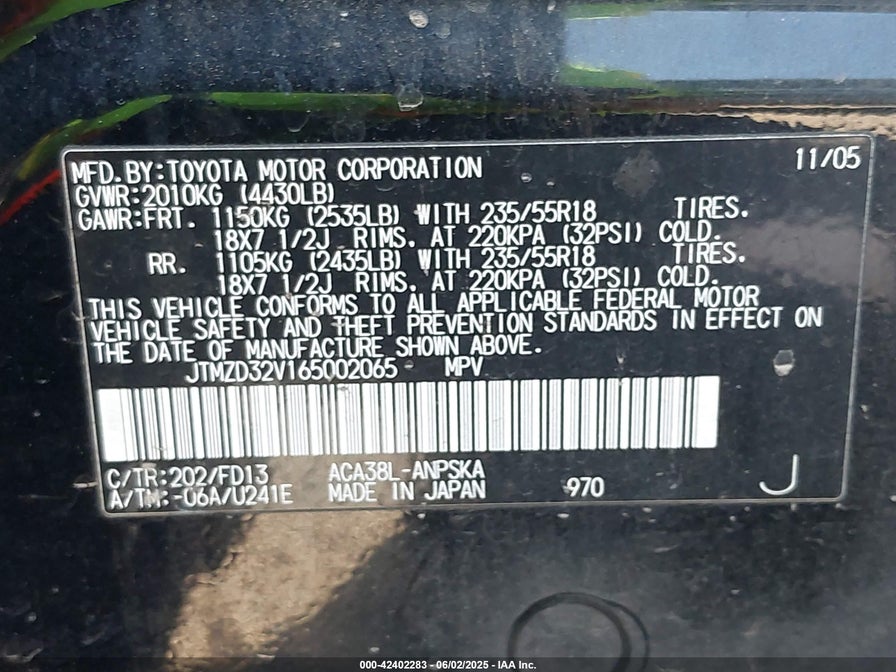 MFD.BY:TOYOTA MOTOR CORPORATION 11/05
GVWR:2010KG (4430LB)
GAWR:FRT. 1150KG (2535LB) WITH 235/55R18 TIRES.
18X7 1/2J RIMS, AT 220KPA (32PSI) COLD.
RR. 1105KG (2435LB) WITH 235/55R18 TIRES.
18X7 1/2J RIMS, AT 220KPA (32PSI) COLD.
THIS VEHICLE CONFORMS TO ALL APPLICABLE FEDERAL MOTOR
VEHICLE SAFETY AND THEFT PREVENTION STANDARDS IN EFFECT ON
THE DATE OF MANUFACTURE SHOWN ABOVE.
JTMZD32V165002065 MPV
C/TR:202/FD13 ACA38L-ANPSKA
A/TM:-06A/U241E MADE IN JAPAN 970 J
000-42402283 - 06/02/2025 - IAA Inc.